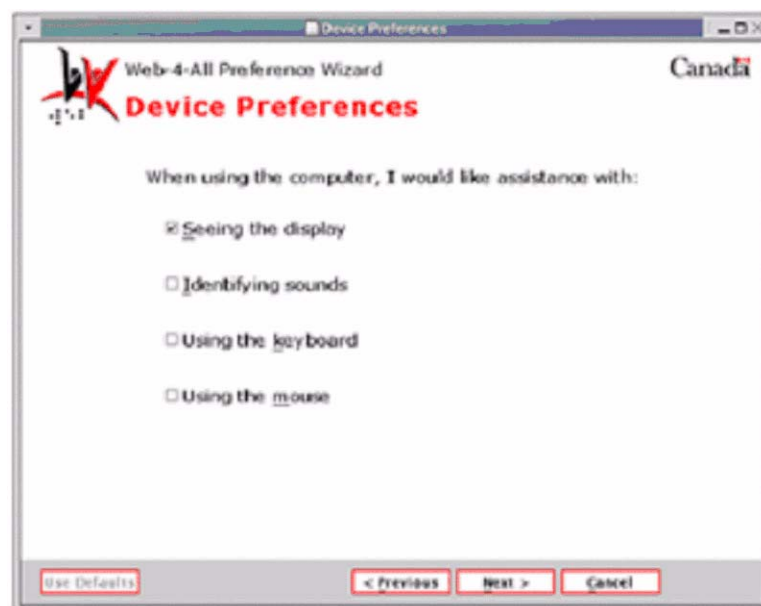 Device Preferences
Web-4-All Preference Wizard
Canada
Device Preferences
When using the computer, I would like assistance with:
Seeing the display
Identifying sounds
Using the keyboard
Using the mouse
Use Defaults
< Previous
Next >
Cancel